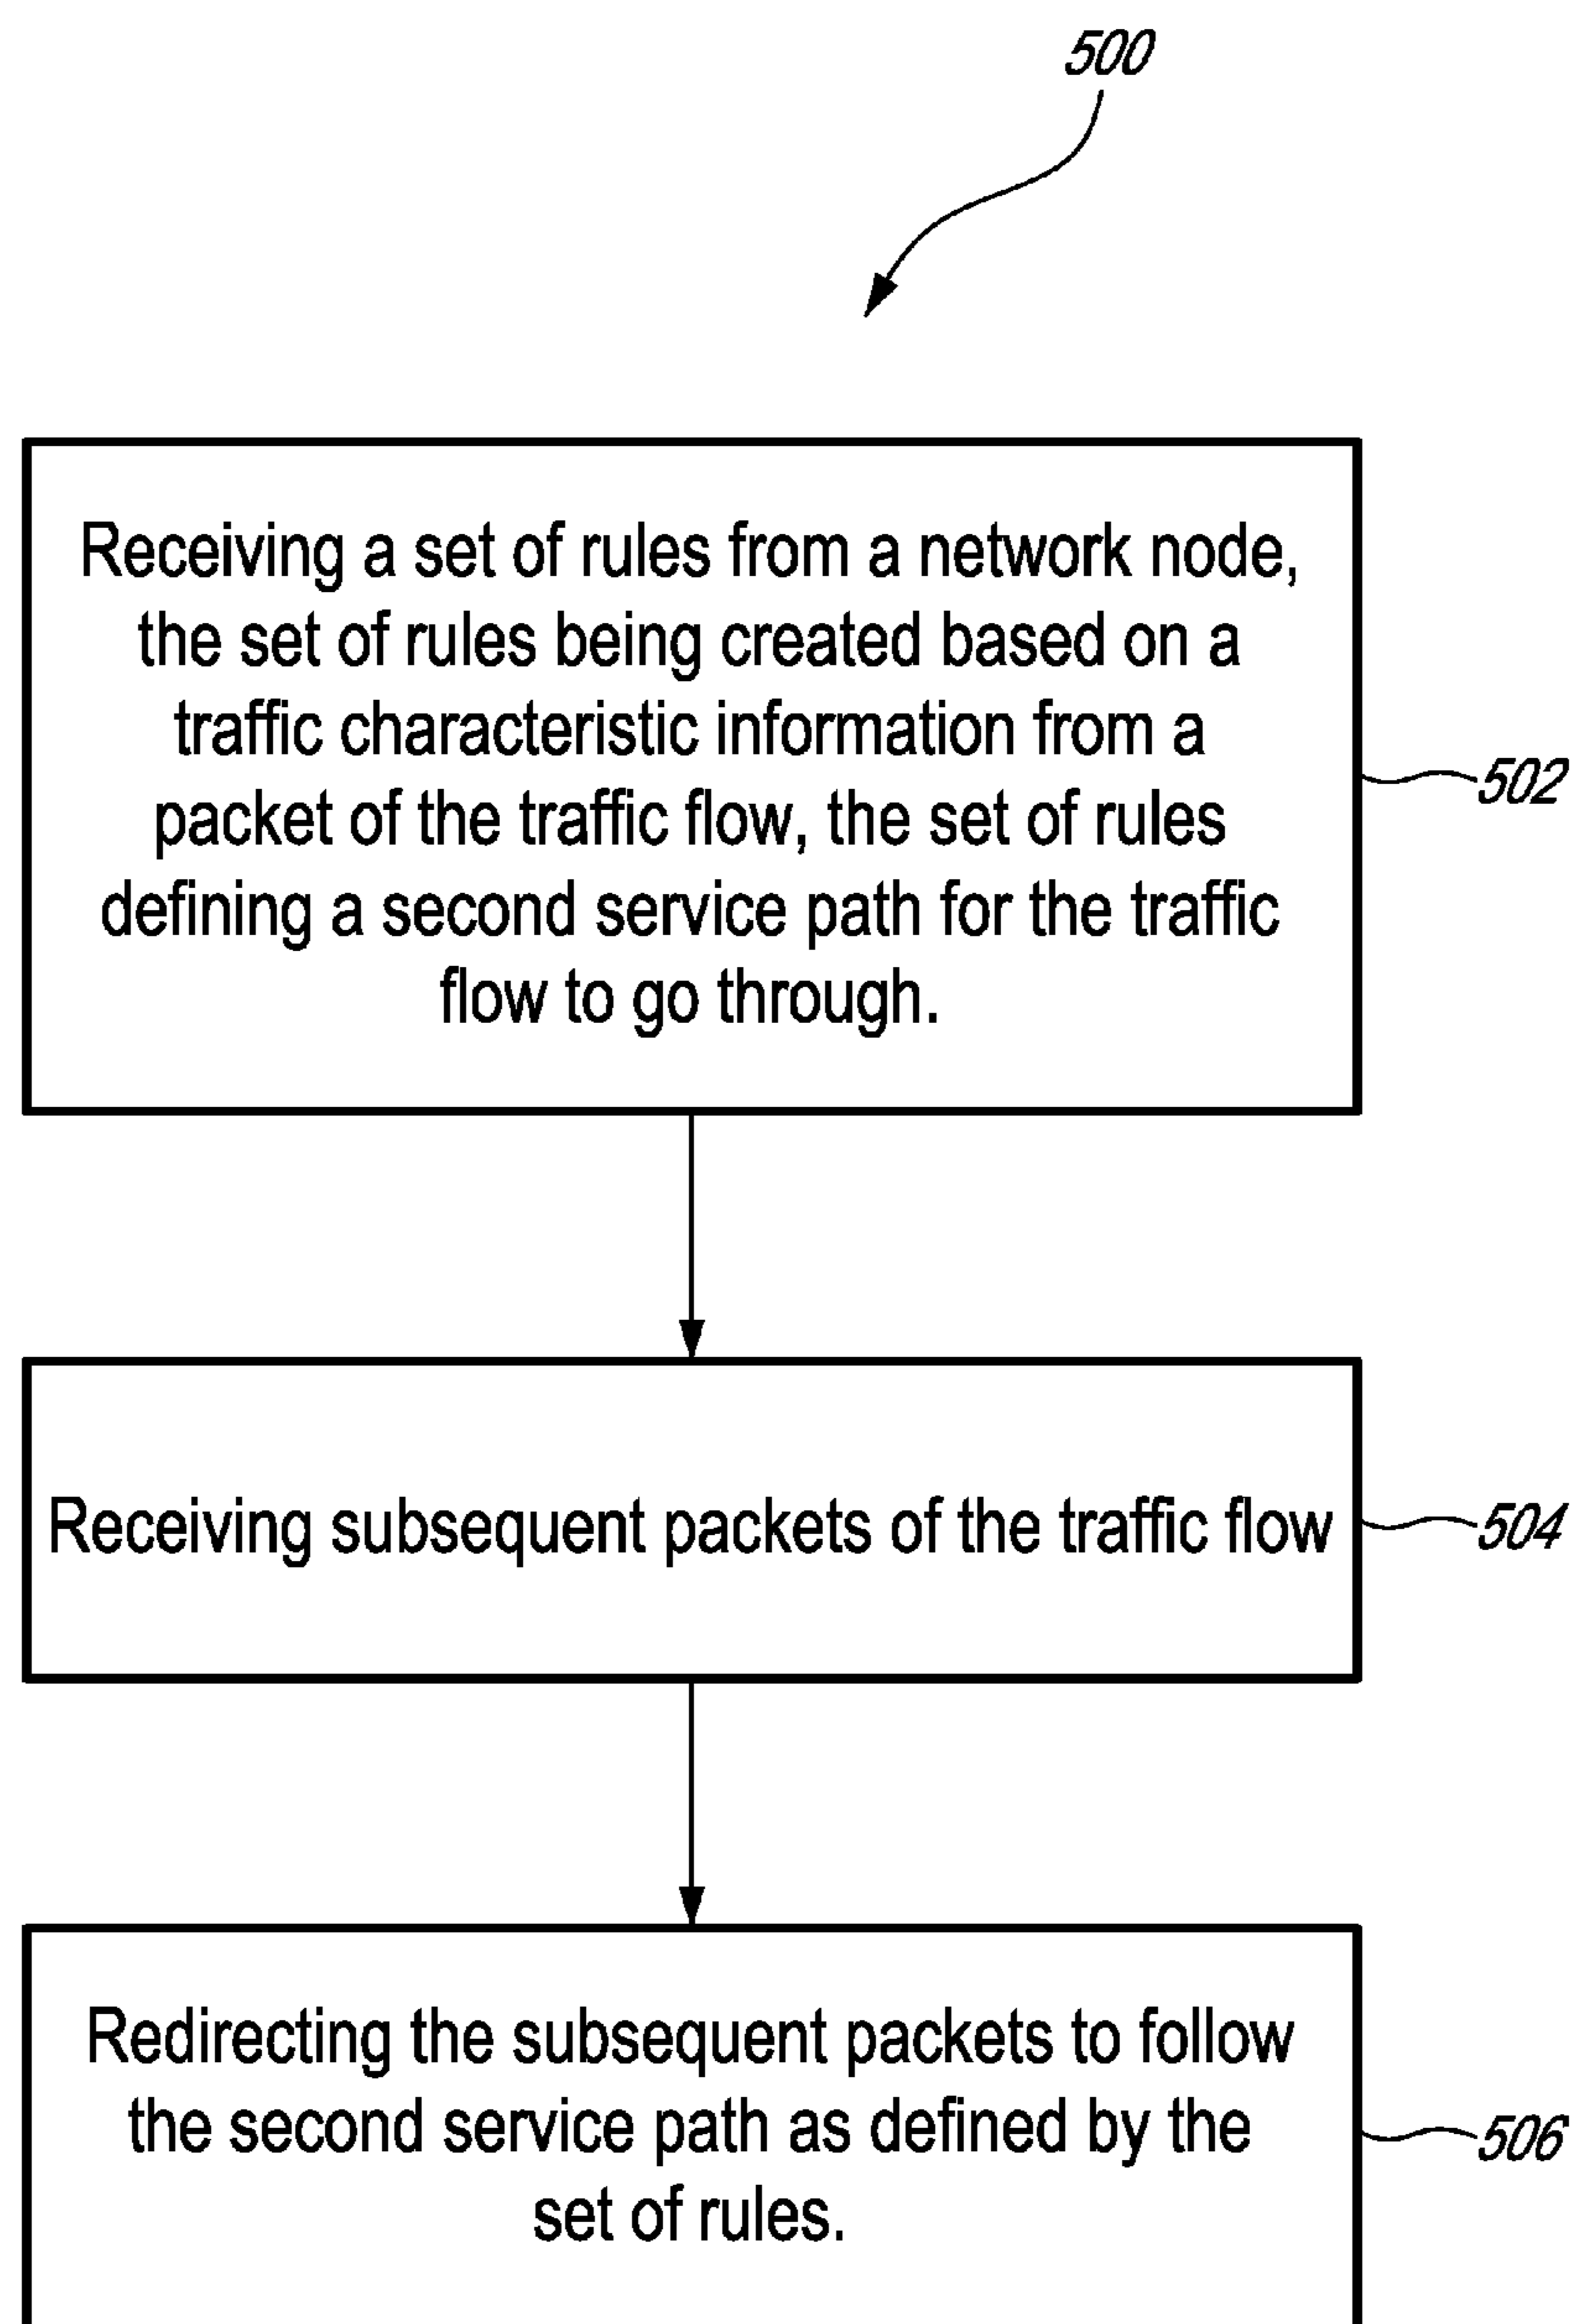 500
Receiving a set of rules from a network node,
the set of rules being created based on a
traffic characteristic information from a
packet of the traffic flow, the set of rules
defining a second service path for the traffic
flow to go through.
502
Receiving subsequent packets of the traffic flow
504
Redirecting the subsequent packets to follow
the second service path as defined by the
set of rules.
506